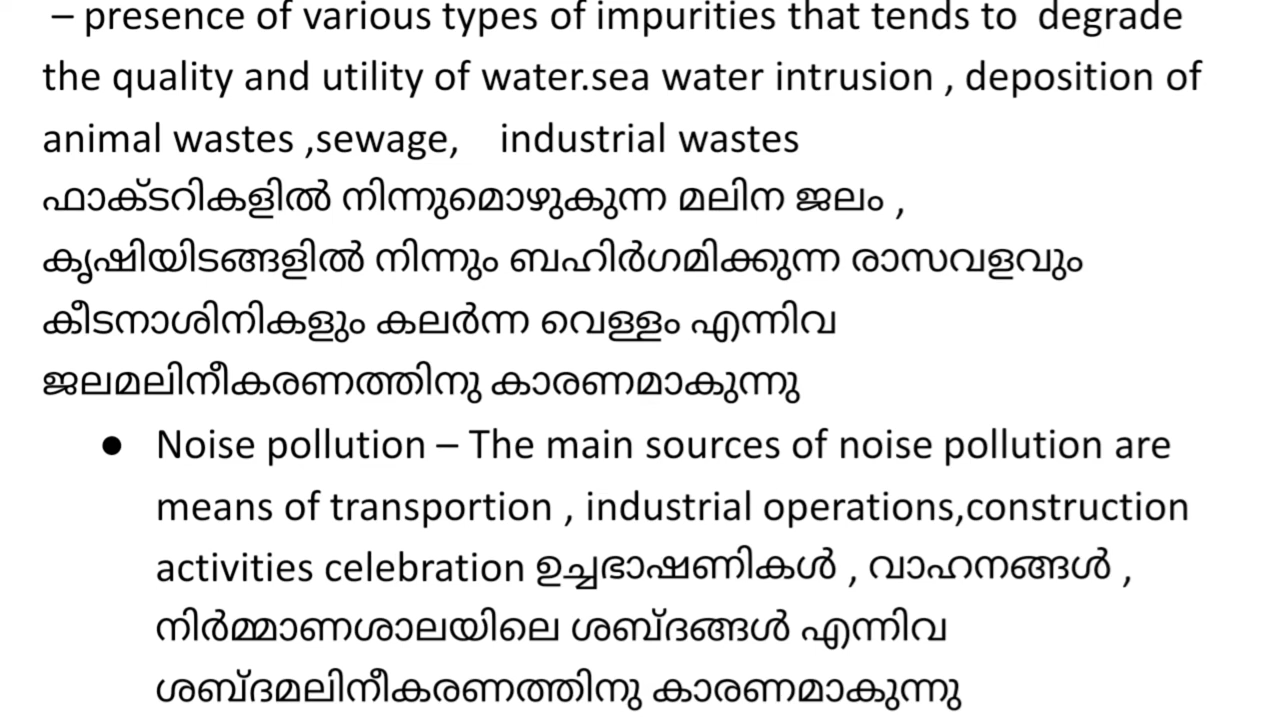 – presence of various types of impurities that tends to degrade
the quality and utility of water.sea water intrusion , deposition of
animal wastes ,sewage, industrial wastes
ഫാക്ടറികളിൽ നിന്നുമൊഴുകുന്ന മലിന ജലം ,
കൃഷിയിടങ്ങളിൽ നിന്നും ബഹിർഗമിക്കുന്ന രാസവളവും
കീടനാശിനികളും കലർന്ന വെള്ളം എന്നിവ
ജലമലിനീകരണത്തിനു കാരണമാകുന്നു
● Noise pollution – The main sources of noise pollution are
means of transportion , industrial operations,construction
activities celebration ഉച്ചഭാഷണികൾ , വാഹനങ്ങൾ ,
നിർമ്മാണശാലയിലെ ശബ്ദങ്ങൾ എന്നിവ
ശബ്ദമലിനീകരണത്തിനു കാരണമാകുന്നു